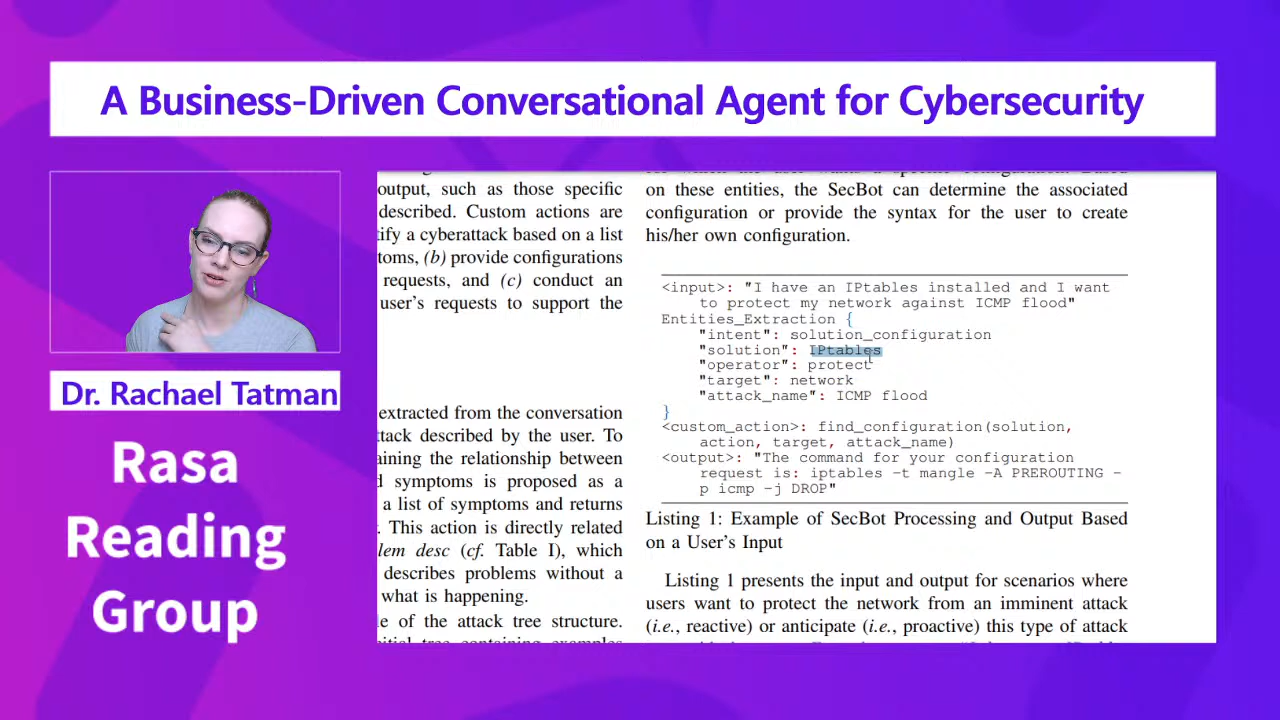 A Business-Driven Conversational Agent for Cybersecurity
Dr. Rachael Tatman
Rasa
Reading
Group
output, such as those specific
described. Custom actions are
ify a cyberattack based on a list
toms, (b) provide configurations
requests, and (c) conduct an
user's requests to support the
extracted from the conversation
ttack described by the user. To
aining the relationship between
d symptoms is proposed as a
a list of symptoms and returns
. This action is directly related
lem desc (cf. Table I), which
describes problems without a
what is happening.
e of the attack tree structure.
itial tree containing examples
on these entities, the SecBot can determine the associated
configuration or provide the syntax for the user to create
his/her own configuration.
<input>: "I have an IPtables installed and I want
to protect my network against ICMP flood"
Entities_Extraction {
"intent": solution_configuration
"solution": IPtables
"operator": protect
"target": network
"attack_name": ICMP flood
}
<custom_action>: find_configuration(solution,
action, target, attack_name)
<output>: "The command for your configuration
request is: iptables -t mangle -A PREROUTING -
p icmp -j DROP"
Listing 1: Example of SecBot Processing and Output Based
on a User's Input
Listing 1 presents the input and output for scenarios where
users want to protect the network from an imminent attack
(i.e., reactive) or anticipate (i.e., proactive) this type of attack